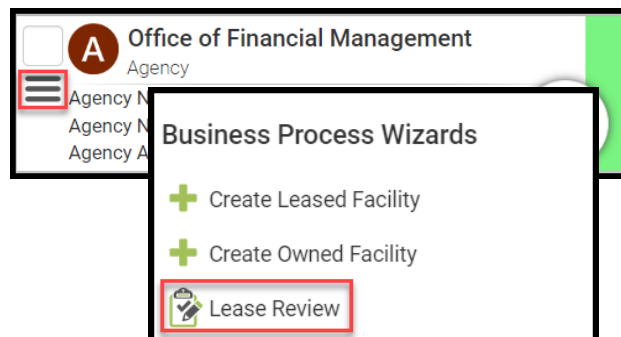 A
Office of Financial Management
Agency
Agency N
Agency N
Agency A
Business Process Wizards
Create Leased Facility
Create Owned Facility
Lease Review